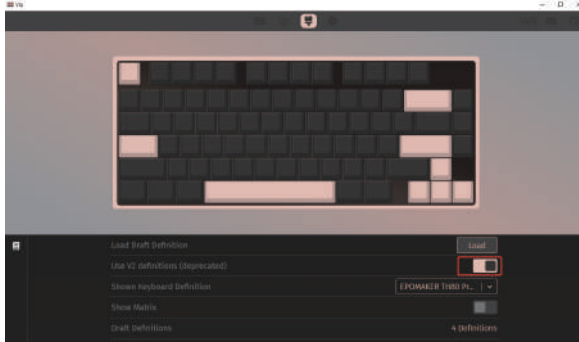 Via
Load Draft Definition
Load
Use V2 definitions (deprecated)
Shown Keyboard Definition
EPOMAKER TH80 Pr..
Show Matrix
Draft Definitions
4 Definitions